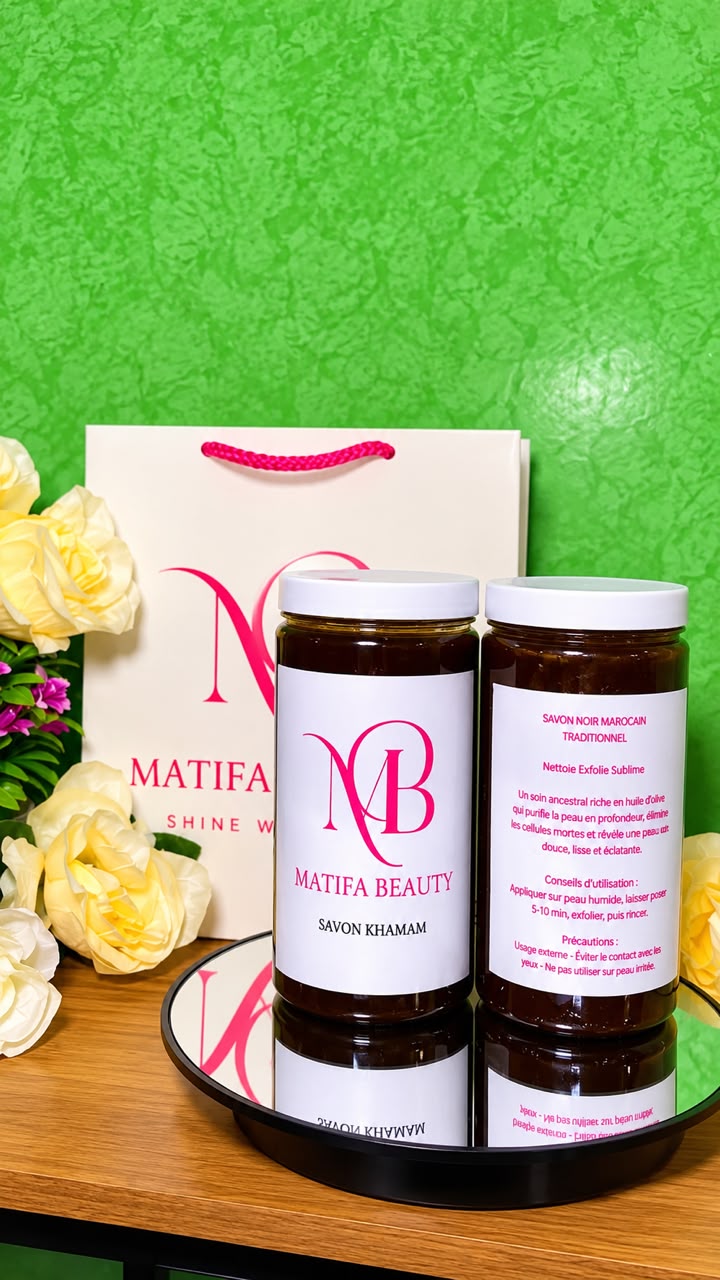 MATIFA
SHINE W
MB
MATIFA BEAUTY
SAVON KHAMAM
SAVON NOIR MAROCAIN
TRADITIONNEL
Nettoie Exfolie Sublime
Un soin ancestral riche en huile d'olive
qui purifie la peau en profondeur, élimine
les cellules mortes et révèle une peau
douce, lisse et éclatante.
Conseils d'utilisation :
Appliquer sur peau humide, laisser poser
5-10 min, exfolier, puis rincer.
Précautions :
Usage externe - Éviter le contact avec les
yeux - Ne pas utiliser sur peau irritée.
SAVON KHAMAM